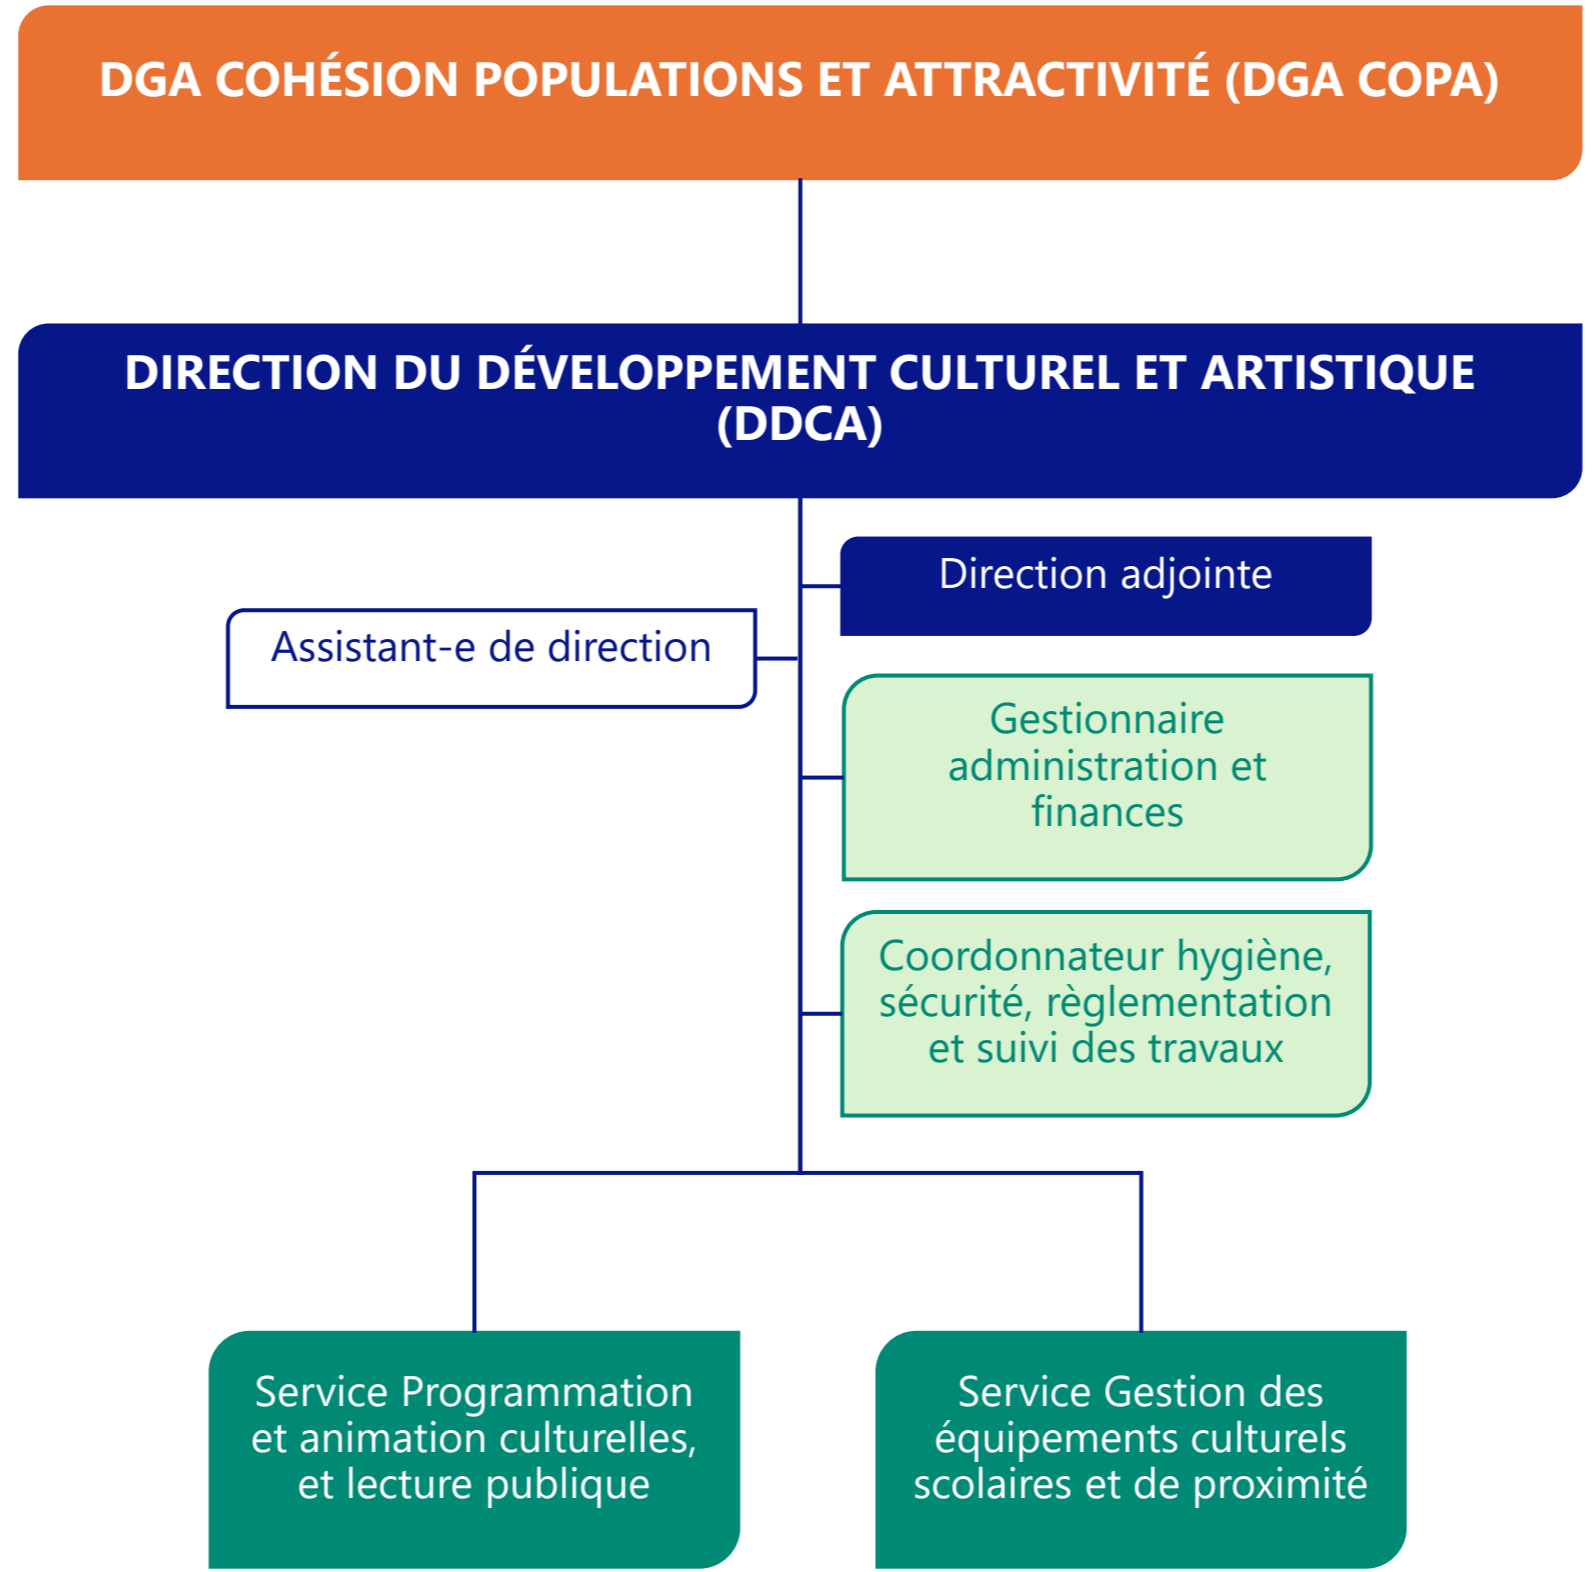 DGA COHÉSION POPULATIONS ET ATTRACTIVITÉ (DGA COPA)
DIRECTION DU DÉVELOPPEMENT CULTUREL ET ARTISTIQUE
(DDCA)
Direction adjointe
Assistant-e de direction
Gestionnaire
administration et
finances
Coordonnateur hygiène,
sécurité, règlementation
et suivi des travaux
Service Programmation
et animation culturelles,
et lecture publique
Service Gestion des
équipements culturels
scolaires et de proximité